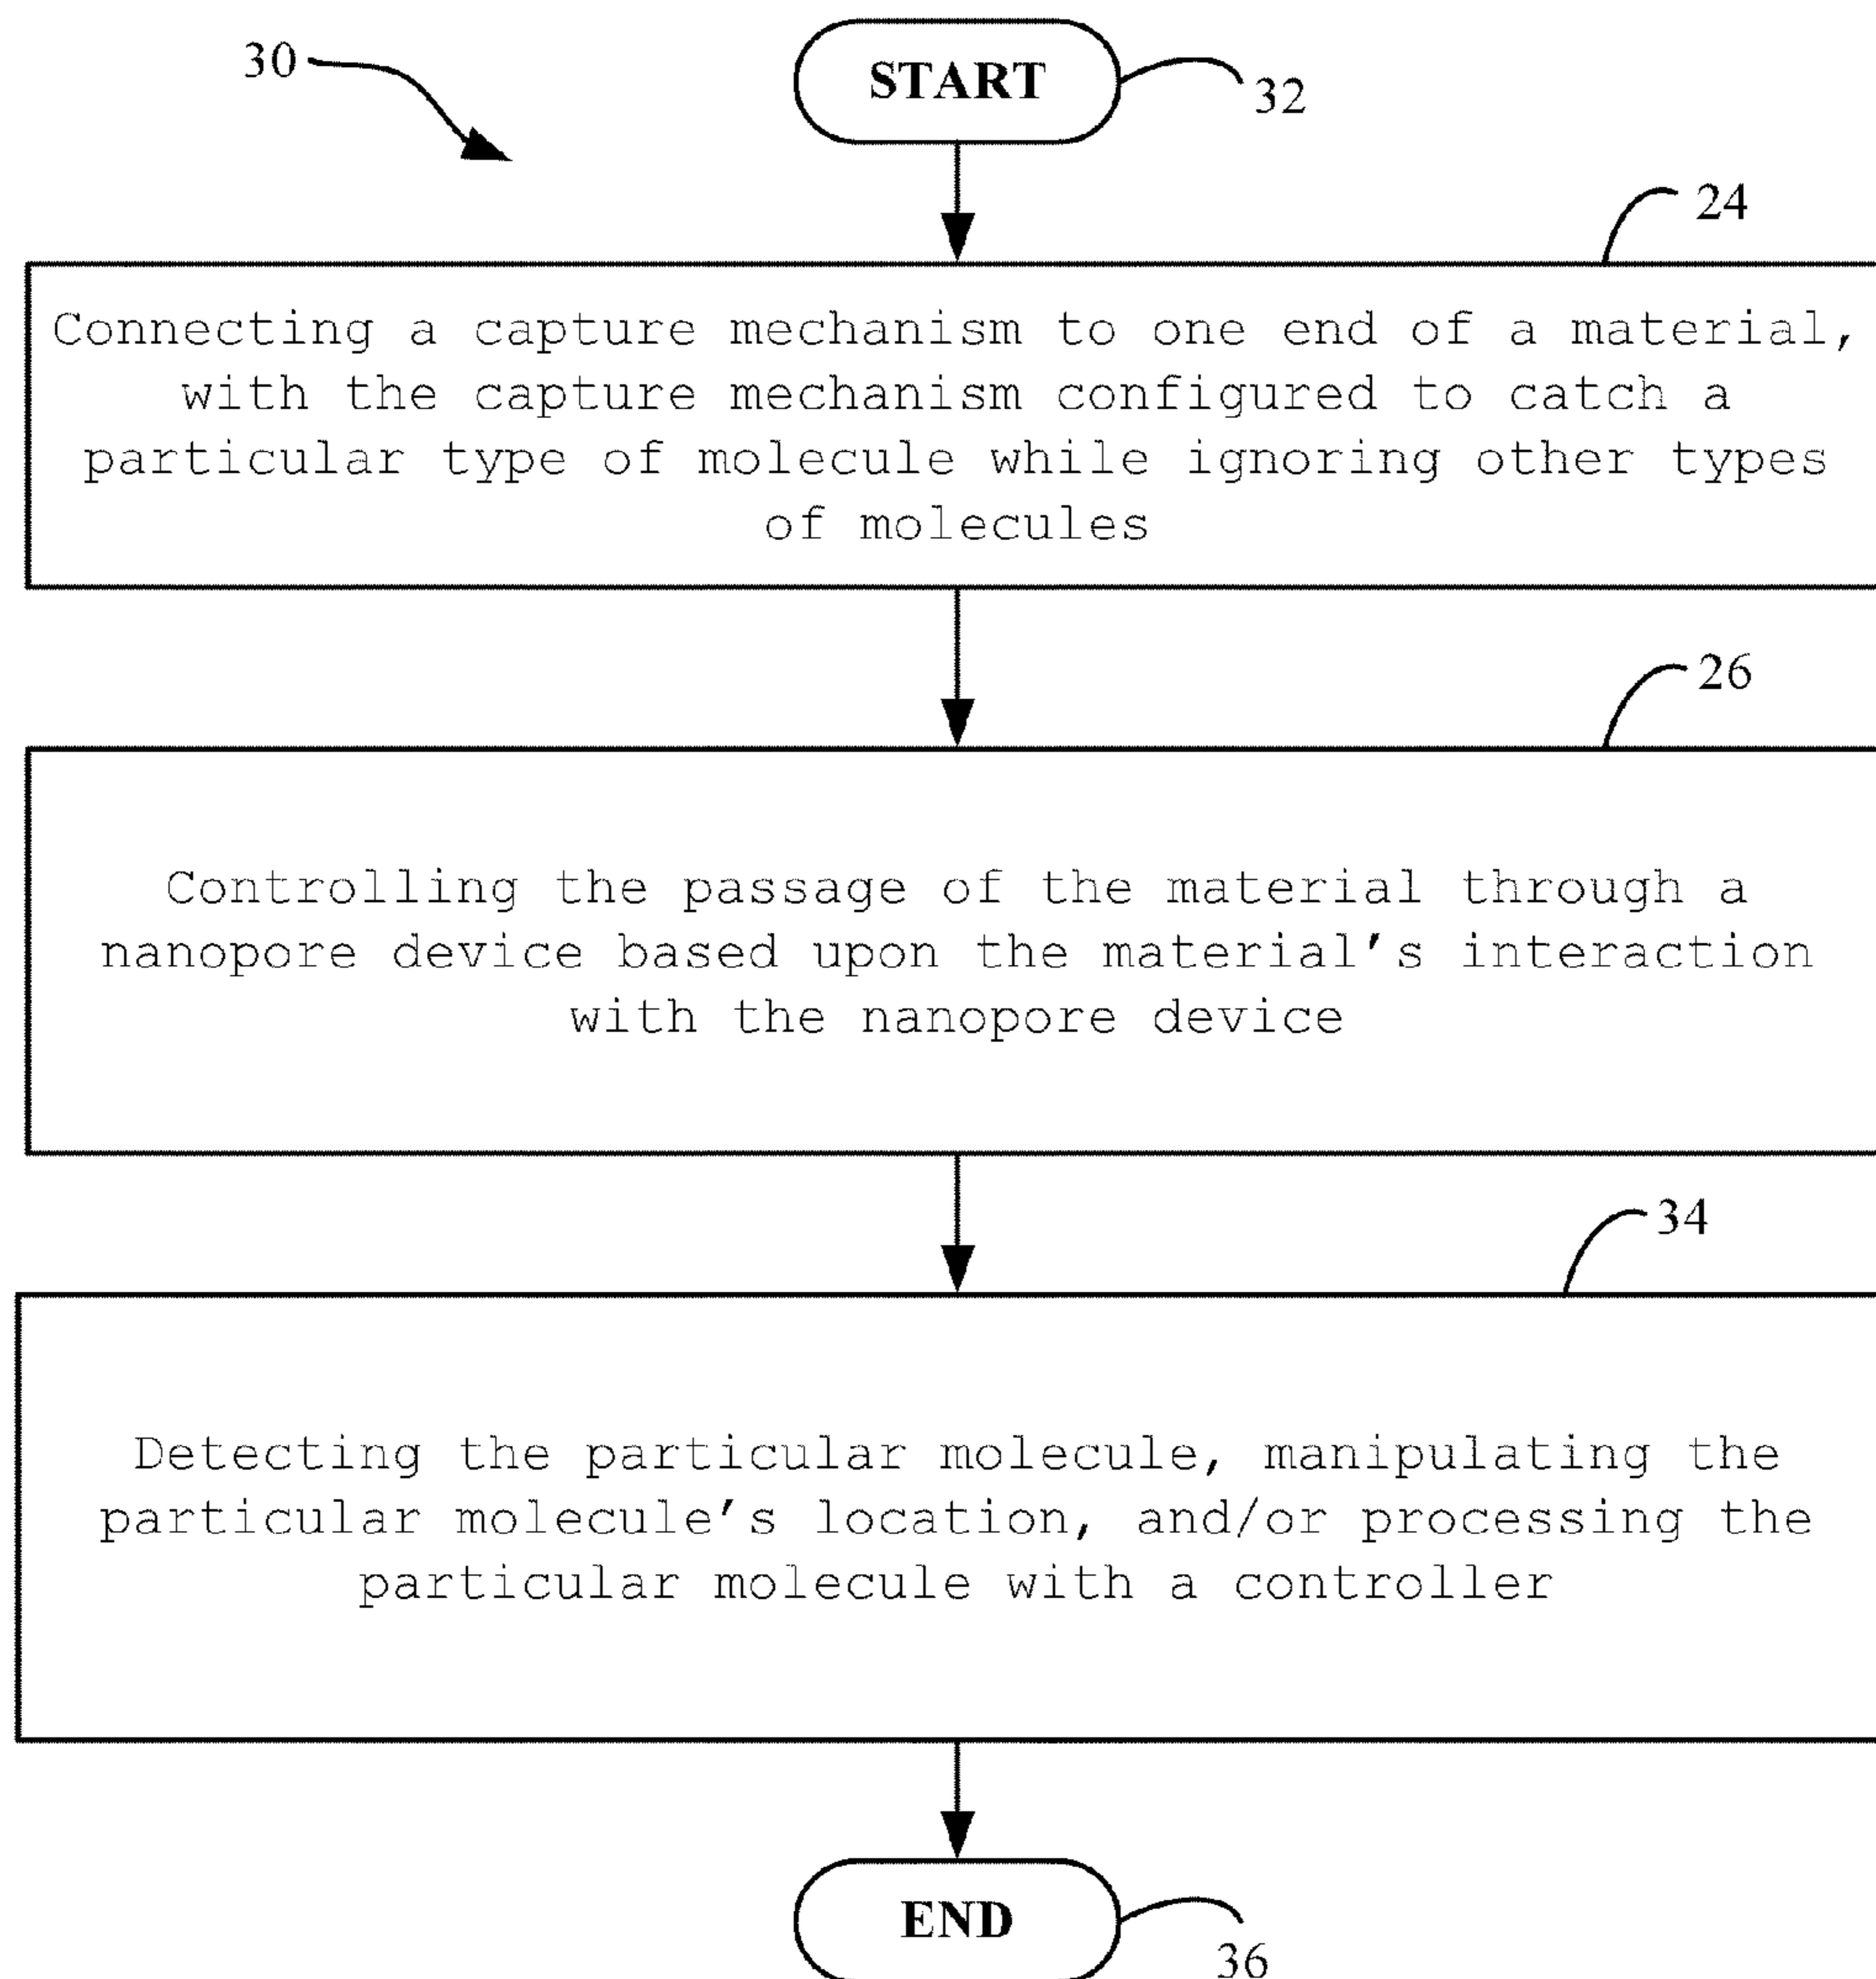 30
START
32
24
Connecting a capture mechanism to one end of a material,
with the capture mechanism configured to catch a
particular type of molecule while ignoring other types
of molecules
26
Controlling the passage of the material through a
nanopore device based upon the material's interaction
with the nanopore device
34
Detecting the particular molecule, manipulating the
particular molecule's location, and/or processing the
particular molecule with a controller
END
36